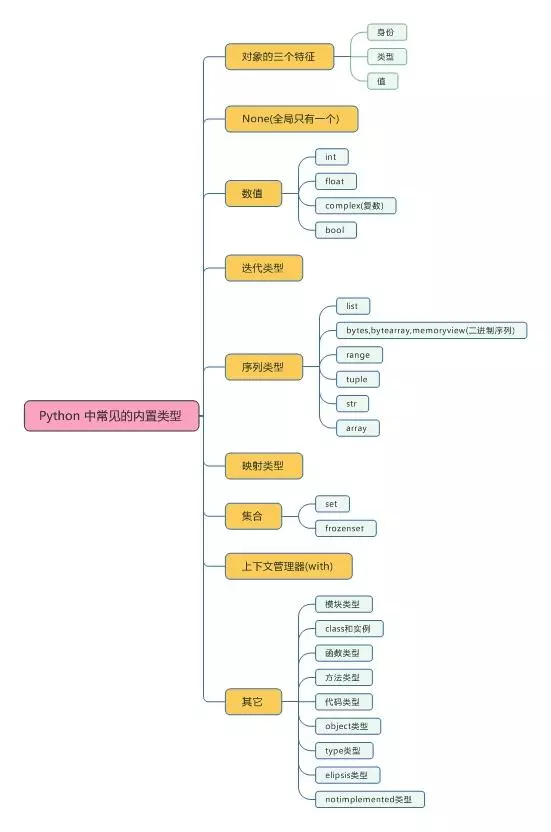 Python 中常见的内置类型
对象的三个特征
身份
类型
值
None(全局只有一个)
数值
int
float
complex(复数)
bool
迭代类型
序列类型
list
bytes,bytearray,memoryview(二进制序列)
range
tuple
str
array
映射类型
集合
set
frozenset
上下文管理器(with)
其它
模块类型
class和实例
函数类型
方法类型
代码类型
object类型
type类型
elipsis类型
notimplemented类型